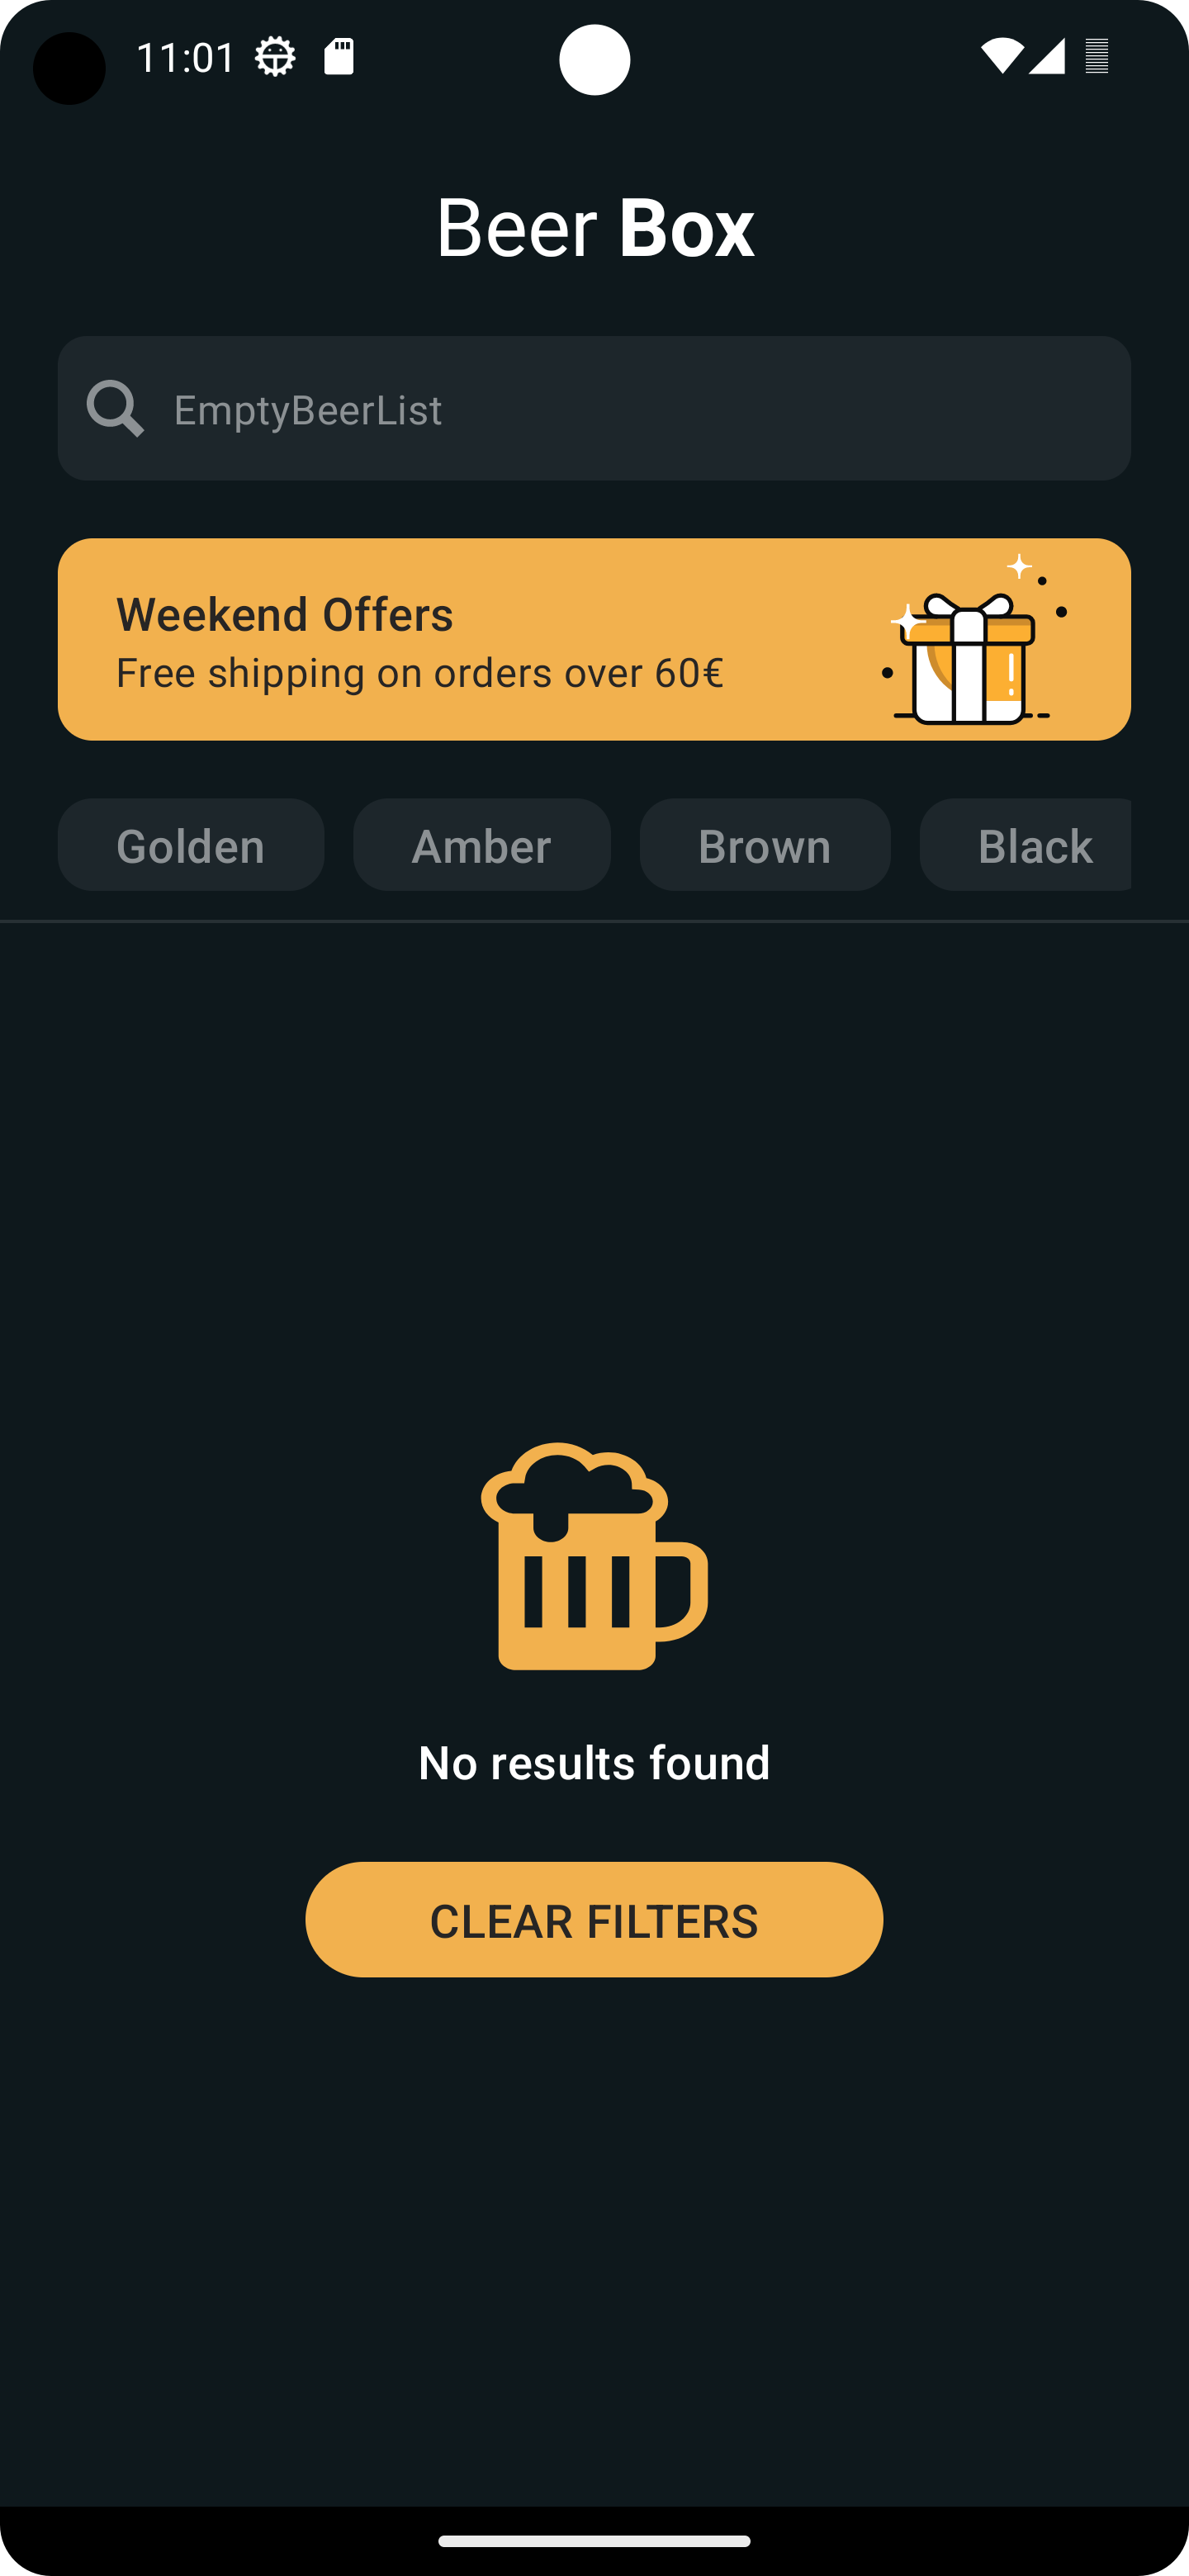 11:01
Beer Box
EmptyBeerList
Weekend Offers
Free shipping on orders over 60€
Golden
Amber
Brown
Black
No results found
CLEAR FILTERS